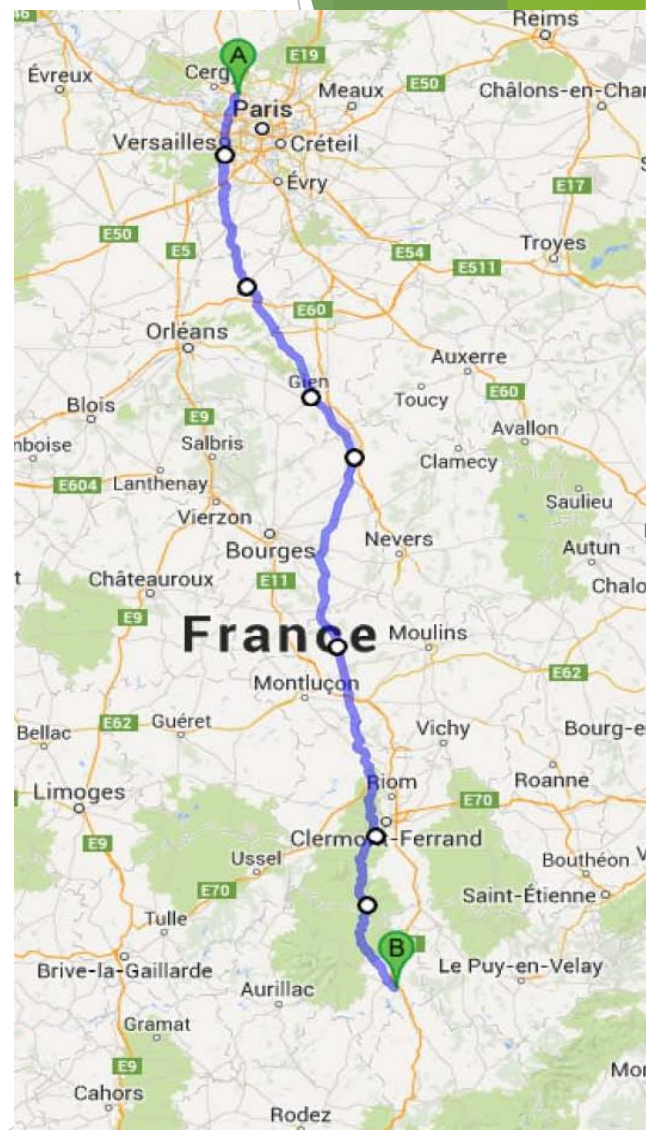 E46
Reims
A
E19
Évreux
Cerg
Meaux
E50
Châlons-en-Cha
Paris
Versailles
Créteil
Évry
E17
E50
E5
E54
Troyes
E511
E60
Orléans
Auxerre
Gien
Toucy
E60
Blois
E9
Avallon
mboise
Salbris
Clamecy
E604
Lanthenay
Saulieu
Vierzon
Bourges
Nevers
Autun
t
Châteauroux
E11
Chalo
E9
France
Moulins
E62
Montluçon
E62
Guéret
Vichy
Bourg-e
Bellac
Riom
Roanne
Limoges
E70
Clermont-Ferrand
E9
Ussel
Bouthéon
V
E70
Saint-Étienne
Tulle
B
Brive-la-Gaillarde
Le Puy-en-Velay
Aurillac
Gramat
E9
Mo
Cahors
Rodez